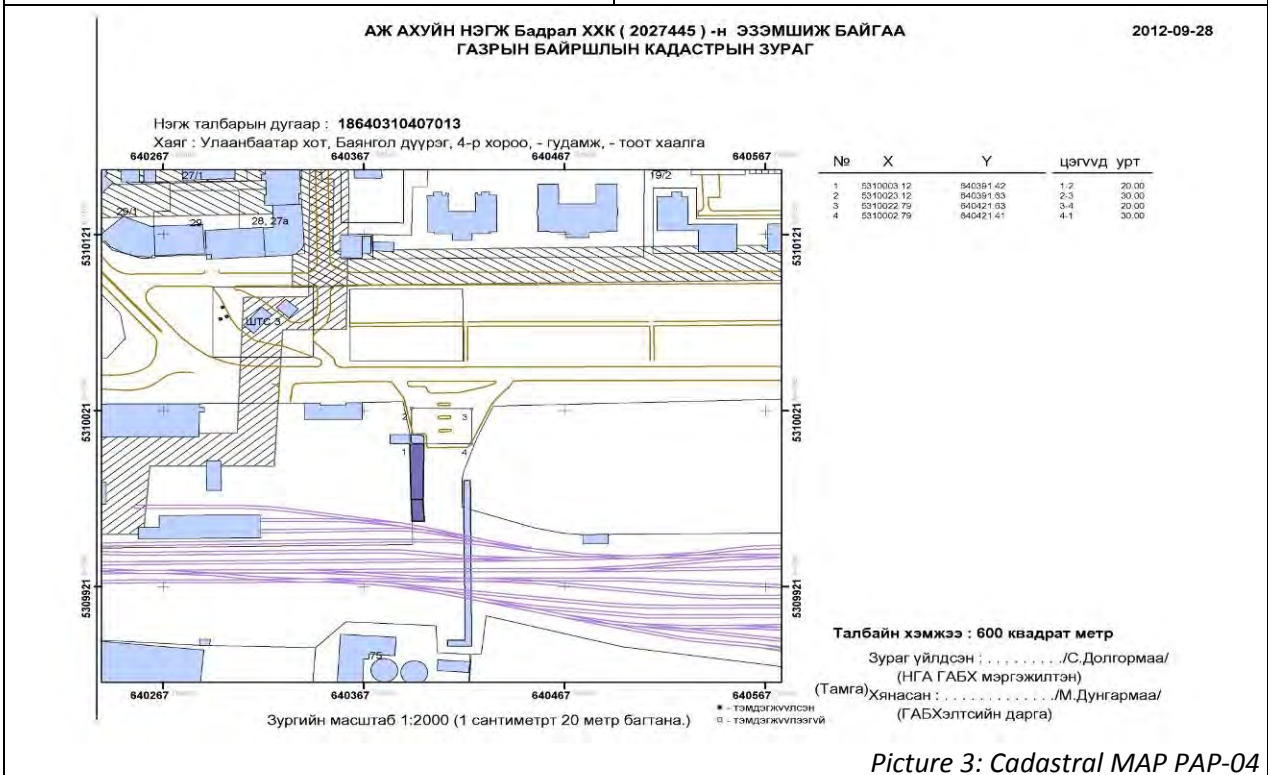 АЖ АХУЙН НЭГЖ Бадрал ХХК ( 2027445 ) -н ЭЗЭМШИЖ БАЙГАА
ГАЗРЫН БАЙРШЛЫН КАДАСТРЫН ЗУРАГ
2012-09-28
Нэгж талбарын дугаар : 18640310407013
Хаяг : Улаанбаатар хот, Баянгол дүүрэг, 4-р хороо, - гудамж, - тоот хаалга
640267 640367 640467 640567
№ X Y цэгүүд урт
1 5310003.12 640391.42 1-2 20.00
2 5310023.12 640391.63 2-3 30.00
3 5310022.79 640421.63 3-4 20.00
4 5310002.79 640421.41 4-1 30.00
27/1
19/2
29/1
29
28, 27а
5310121
5310121
ШТС 3
5310021
5310021
2
3
1
4
5309921
5309921
75
640267 640367 640467 640567
Талбайн хэмжээ : 600 квадрат метр
Зураг үйлдсэн : . . . . . . . . ./С.Долгормаа/
(НГА ГАБХ мэргэжилтэн)
(Тамга)
Хянасан : . . . . . . . . . . . . ./М.Дунгармаа/
(ГАБХэлтсийн дарга)
Зургийн масштаб 1:2000 (1 сантиметрт 20 метр багтана.)
- тэмдэгжүүлсэн
- тэмдэгжүүлээгүй
Picture 3: Cadastral MAP PAP-04